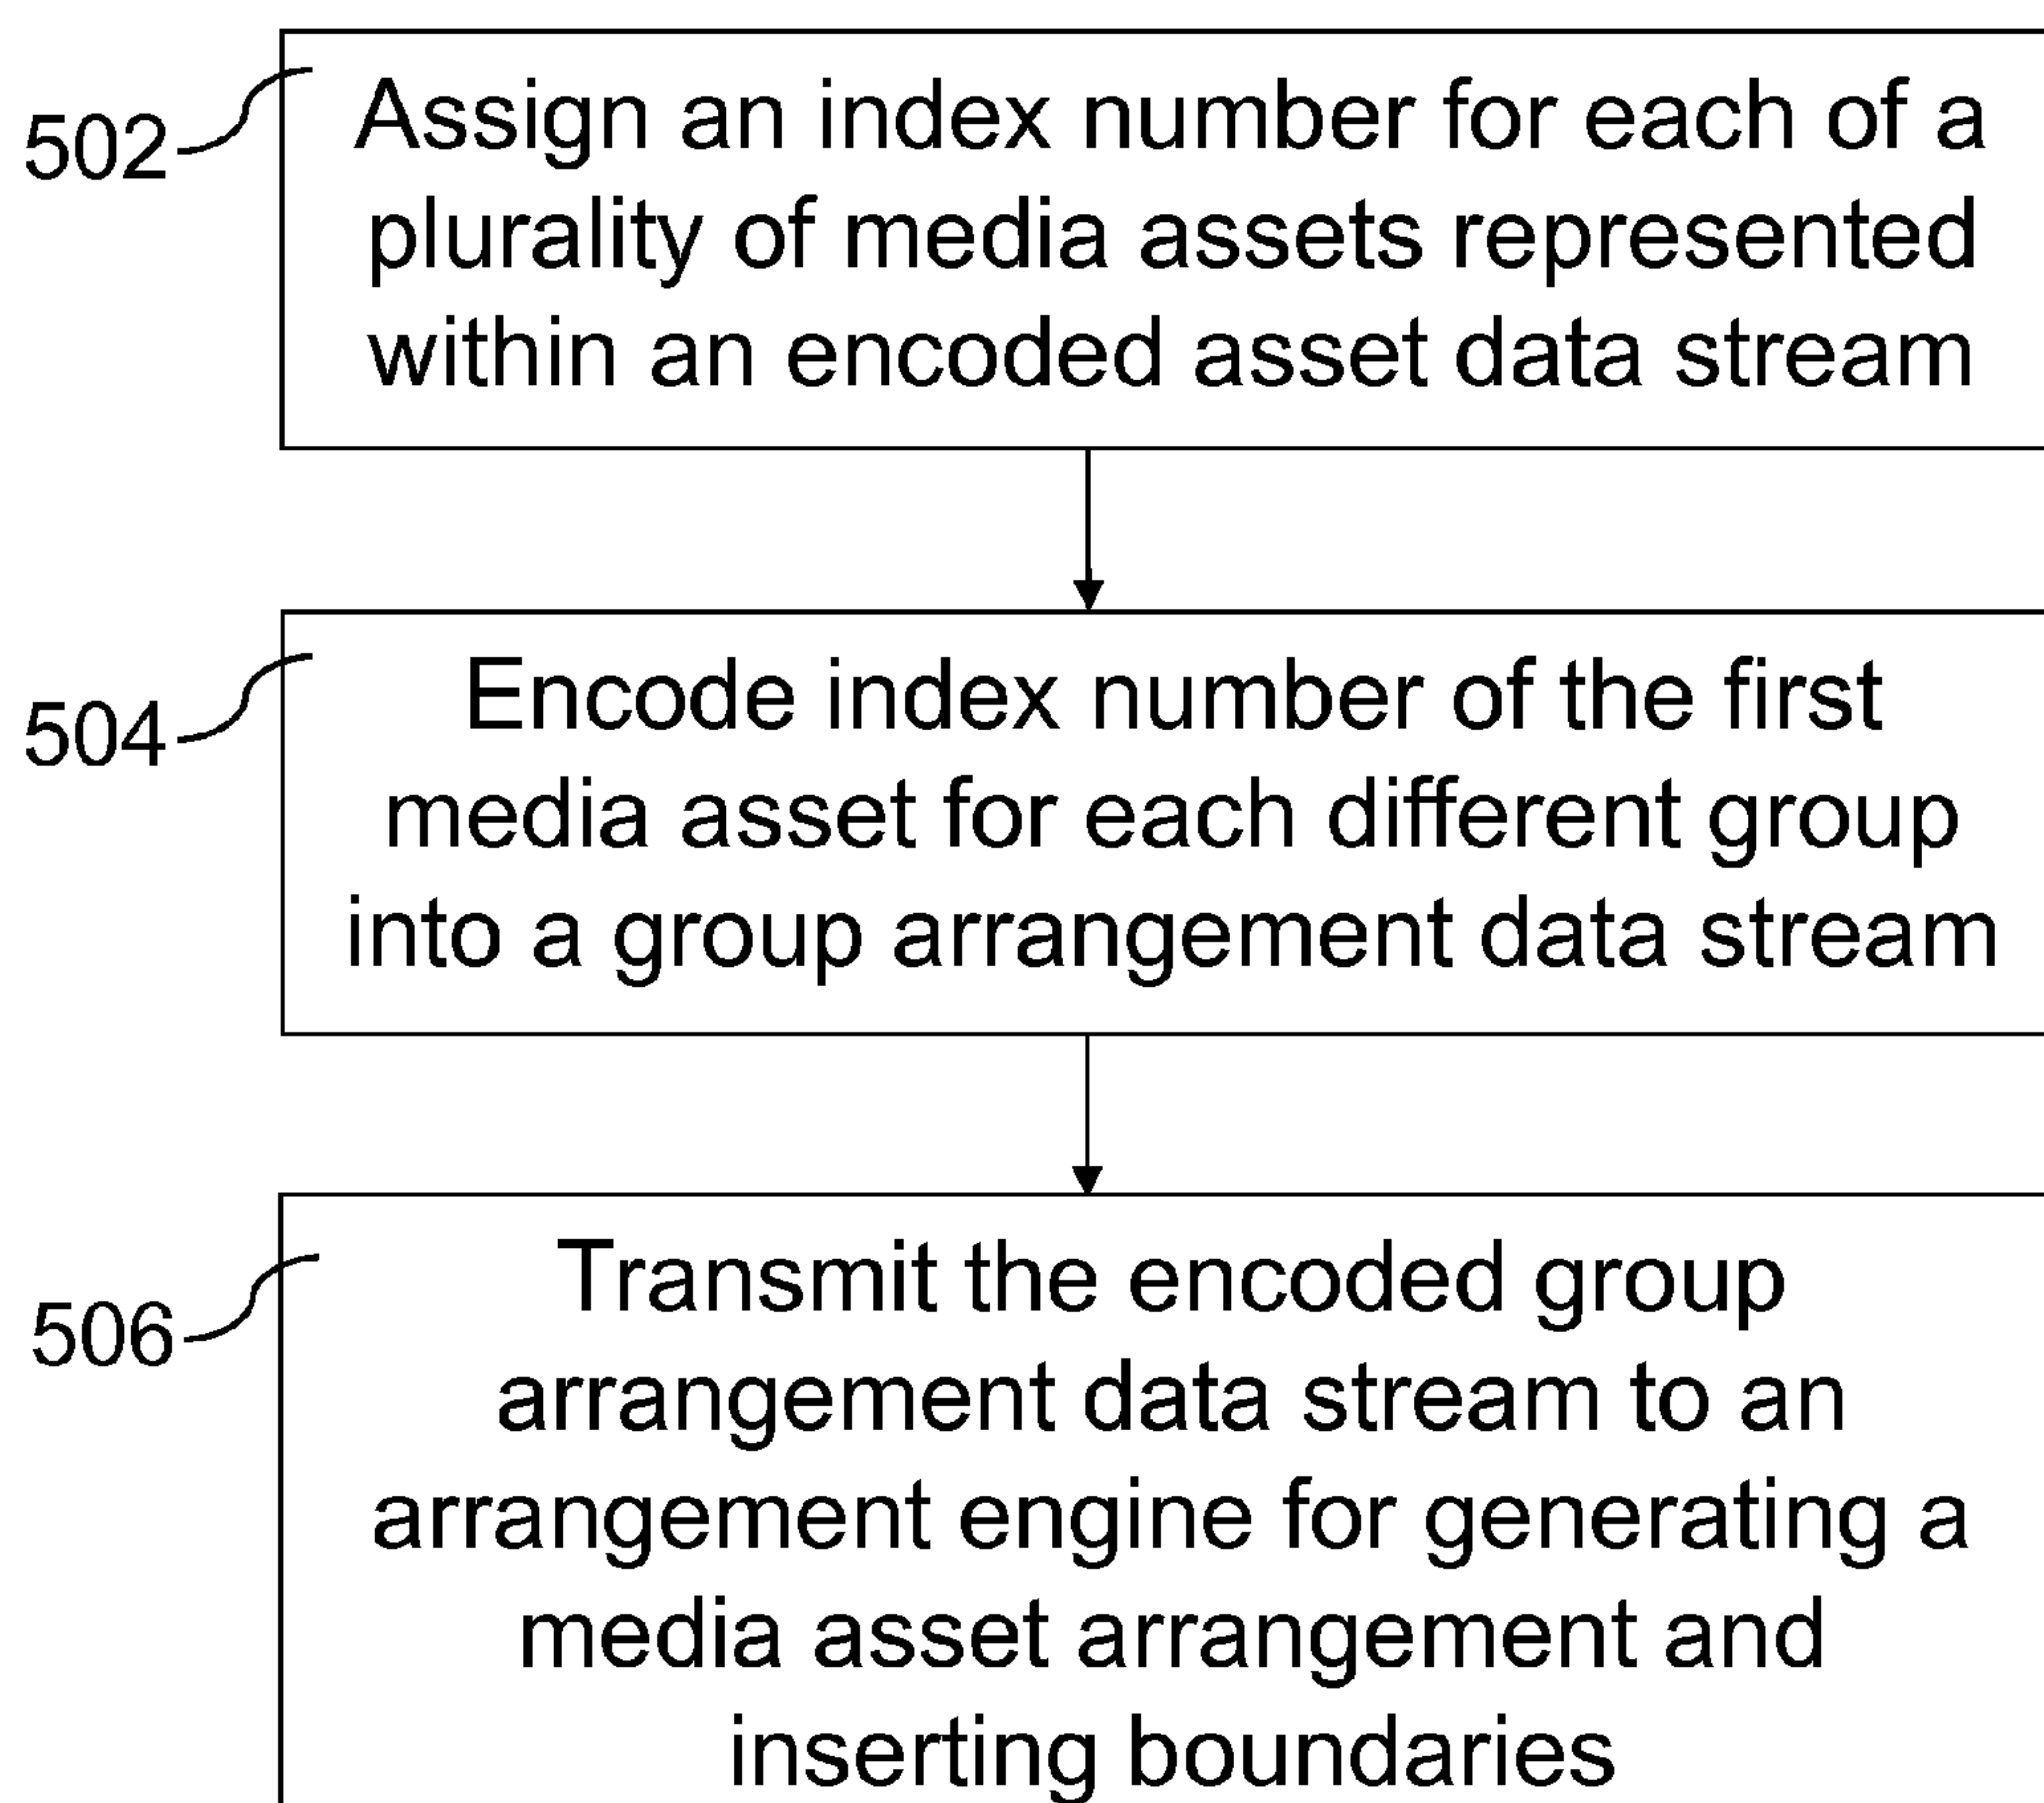 502
Assign an index number for each of a
plurality of media assets represented
within an encoded asset data stream
504
Encode index number of the first
media asset for each different group
into a group arrangement data stream
506
Transmit the encoded group
arrangement data stream to an
arrangement engine for generating a
media asset arrangement and
inserting boundaries